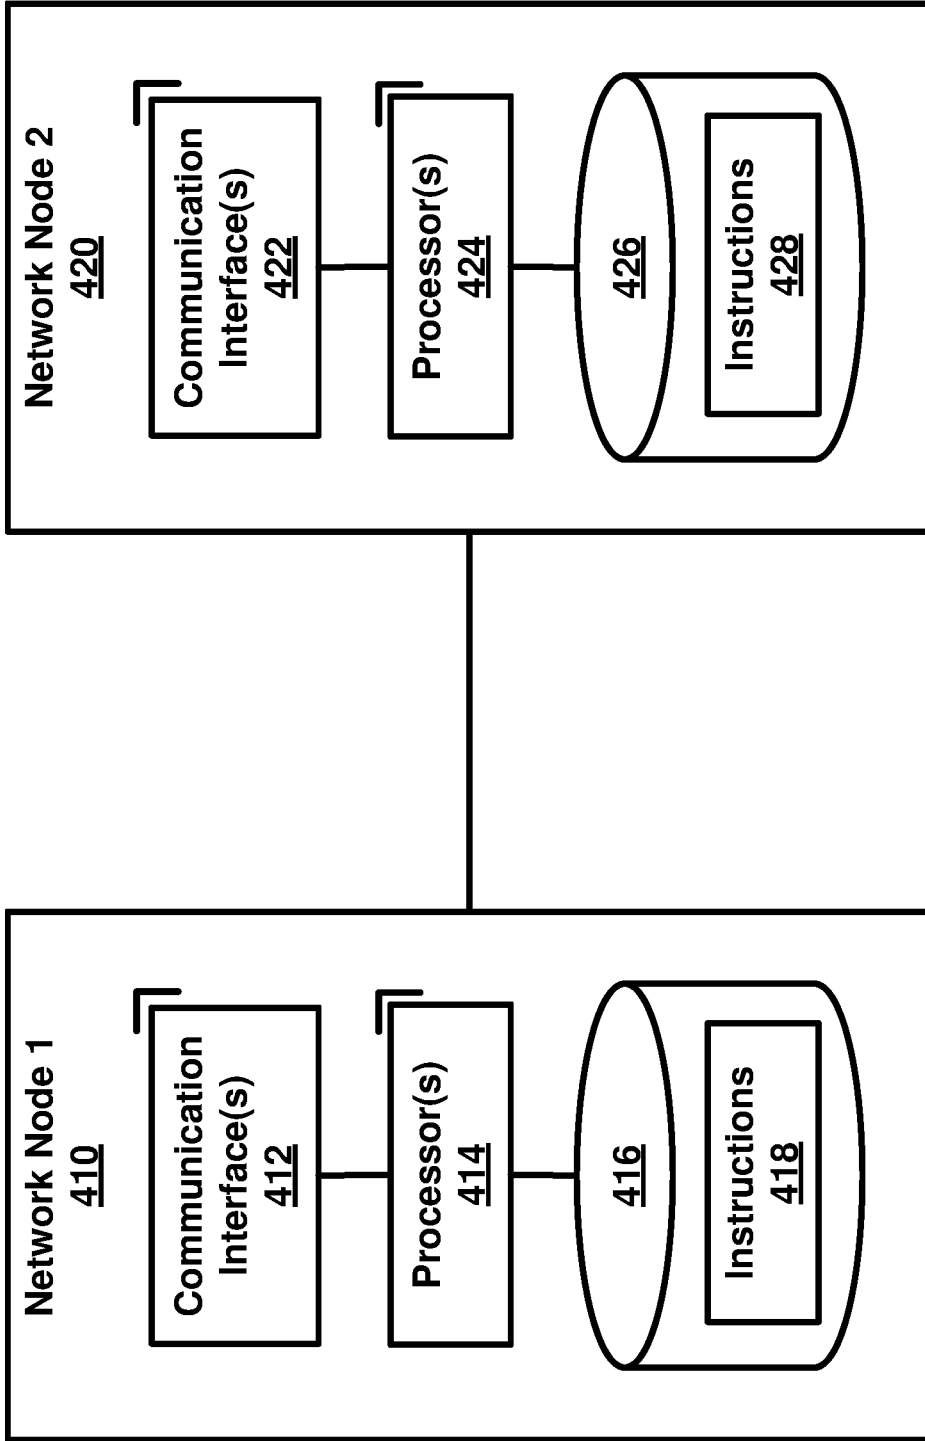 Network Node 1
410
Communication
Interface(s)
412
Processor(s)
414
416
Instructions
418
Network Node 2
420
Communication
Interface(s)
422
Processor(s)
424
426
Instructions
428